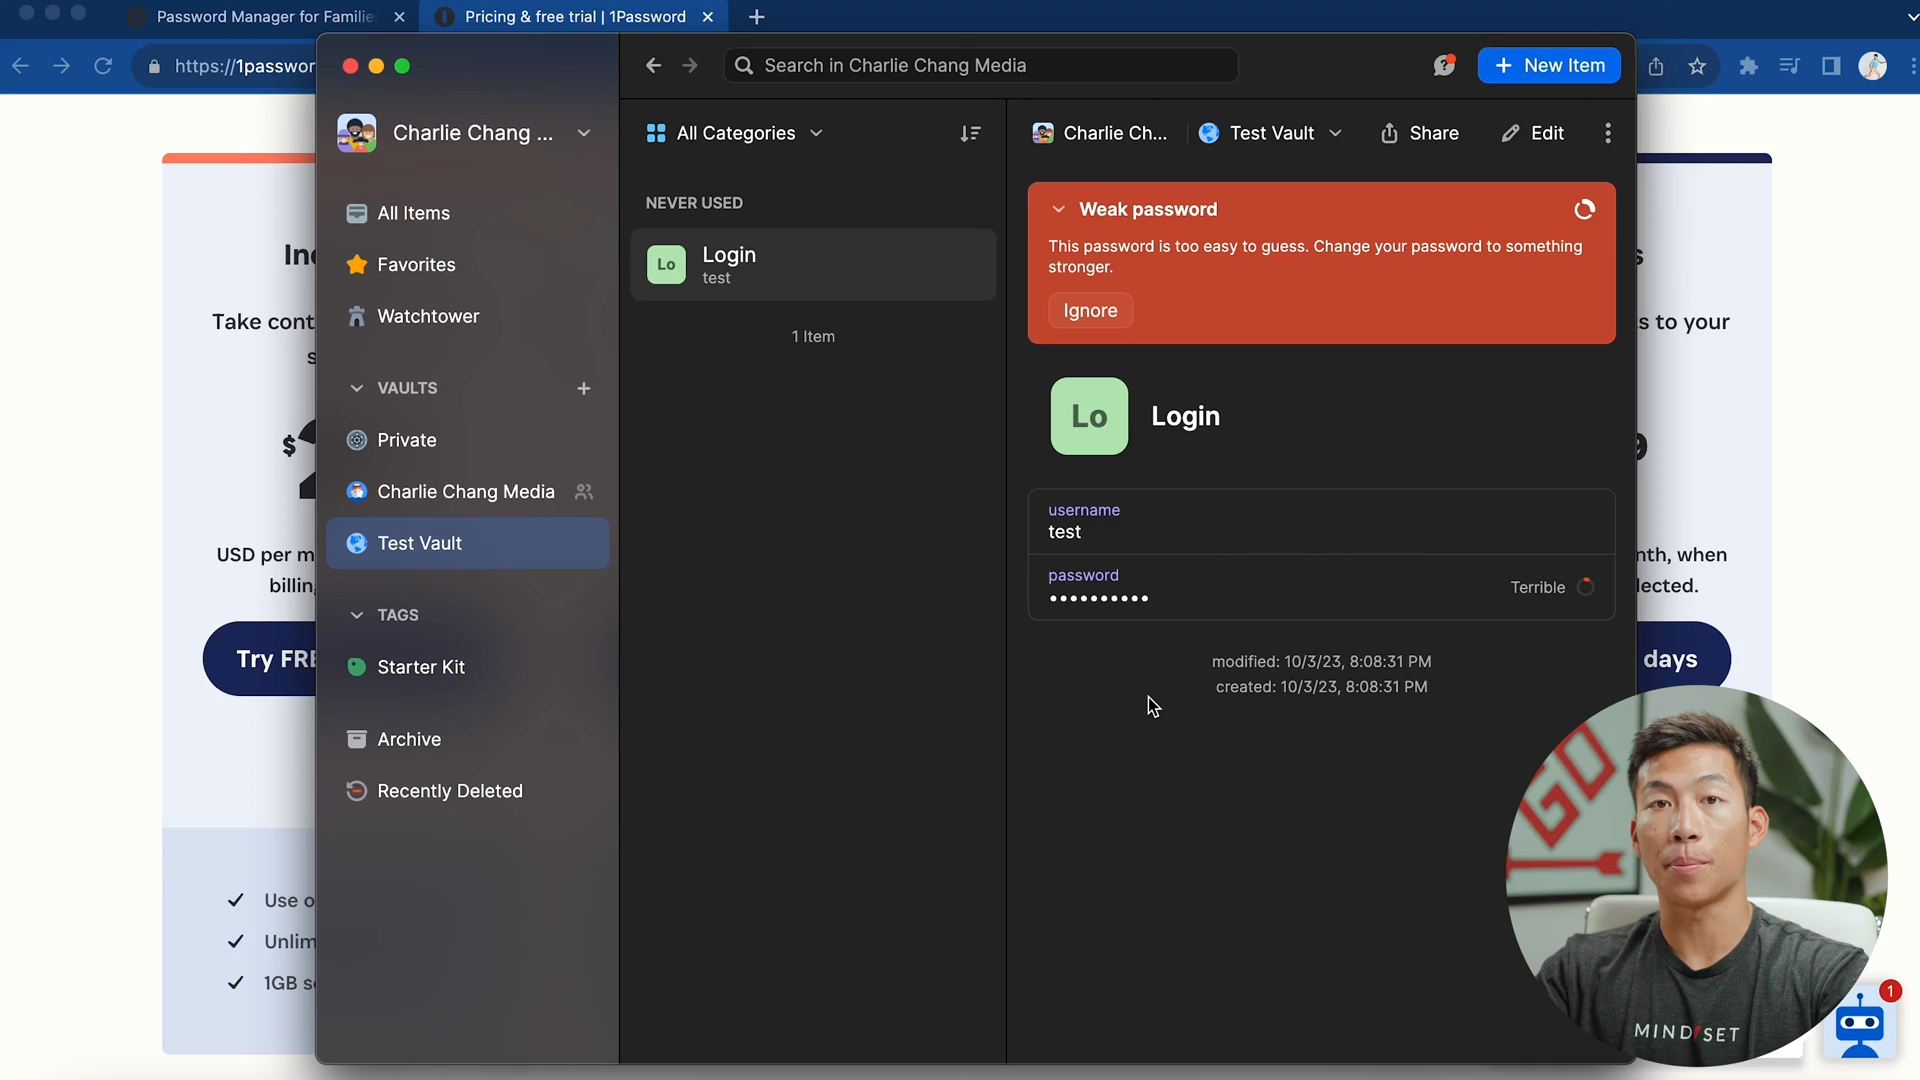 Password Manager for Familie
Pricing & free trial | 1Password
https://1passwor
Charlie Chang ...
All Items
Favorites
Watchtower
VAULTS
Private
Charlie Chang Media
Test Vault
TAGS
Starter Kit
Archive
Recently Deleted
Search in Charlie Chang Media
New Item
All Categories
NEVER USED
Lo
Login
test
1 Item
Charlie Ch...
Test Vault
Share
Edit
Weak password
This password is too easy to guess. Change your password to something
stronger.
Ignore
Lo
Login
username
test
password
••••••••••
Terrible
modified: 10/3/23, 8:08:31 PM
created: 10/3/23, 8:08:31 PM
Take cont
$
USD per m
billin
Try FRE
Use o
Unlim
1GB s
s
s to your
9
nth, when
lected.
days
GO
MINDSET
1